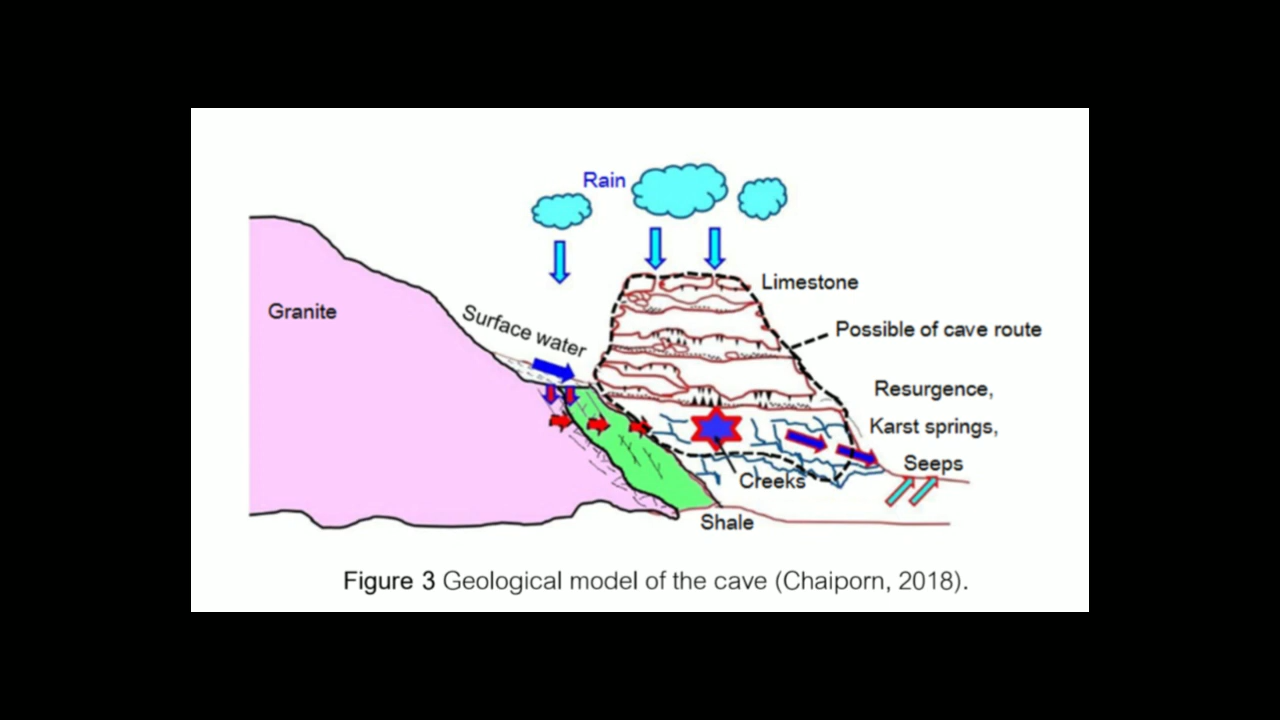 Rain
Limestone
Granite
Surface water
Possible of cave route
Resurgence,
Karst springs,
Seeps
Creeks
Shale
Figure 3 Geological model of the cave (Chaiporn, 2018).